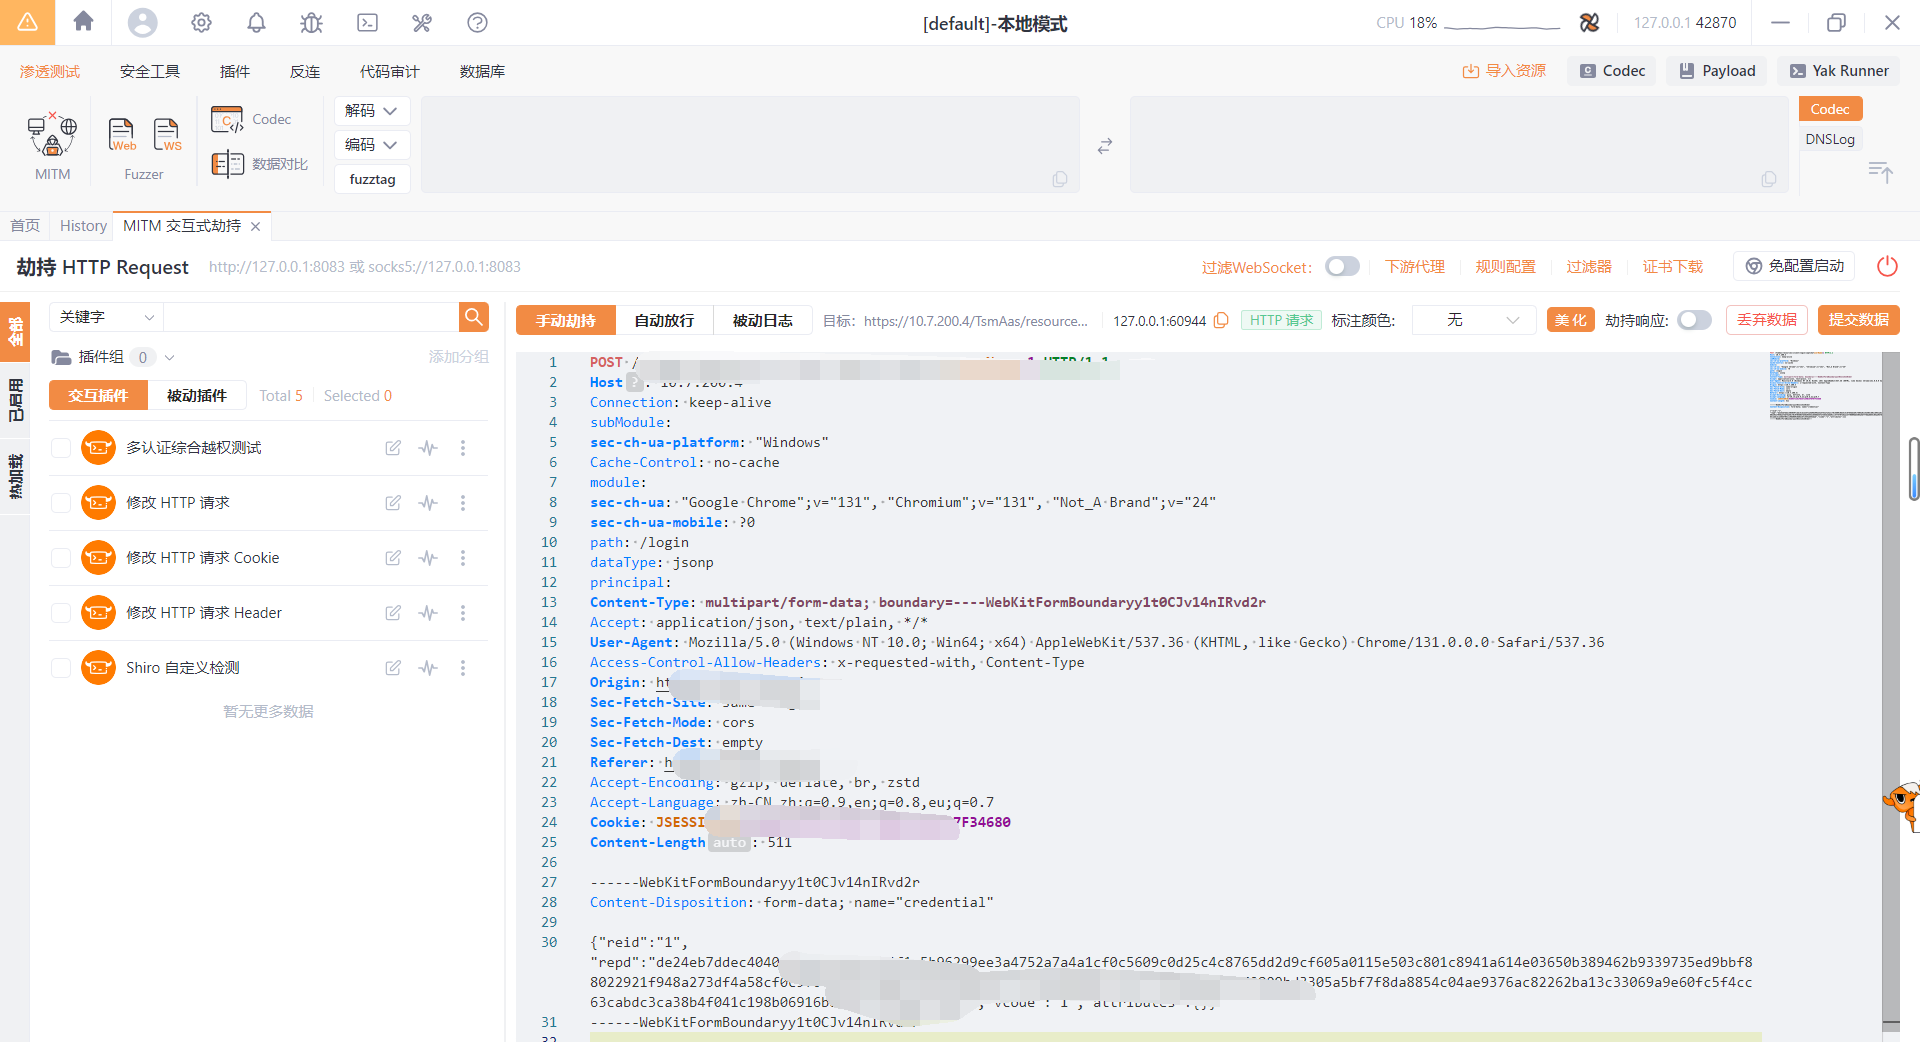 [default]-本地模式
CPU 18%
127.0.0.1 42870
渗透测试 安全工具 插件 反连 代码审计 数据库
导入资源 Codec Payload Yak Runner
MITM
Web
WS
Fuzzer
Codec
数据对比
解码
编码
fuzztag
Codec
DNSLog
首页 History MITM 交互式劫持
劫持 HTTP Request http://127.0.0.1:8083 或 socks5://127.0.0.1:8083
过滤WebSocket: 下游代理 规则配置 过滤器 证书下载 免配置启动
全部
已启用
热加载
关键字
插件组 0 添加分组
交互插件 被动插件 Total 5 Selected 0
多认证综合越权测试
修改 HTTP 请求
修改 HTTP 请求 Cookie
修改 HTTP 请求 Header
Shiro 自定义检测
暂无更多数据
手动劫持 自动放行 被动日志 目标: https://10.7.200.4/TsmAas/resource... 127.0.0.1:60944 HTTP 请求 标注颜色: 无 美化 劫持响应: 丢弃数据 提交数据
1 POST /
2 Host ? : 10.7.200.4
3 Connection: keep-alive
4 subModule:
5 sec-ch-ua-platform: "Windows"
6 Cache-Control: no-cache
7 module:
8 sec-ch-ua: "Google Chrome";v="131", "Chromium";v="131", "Not_A Brand";v="24"
9 sec-ch-ua-mobile: ?0
10 path: /login
11 dataType: jsonp
12 principal:
13 Content-Type: multipart/form-data; boundary=----WebKitFormBoundaryy1t0CJv14nIRvd2r
14 Accept: application/json, text/plain, */*
15 User-Agent: Mozilla/5.0 (Windows NT 10.0; Win64; x64) AppleWebKit/537.36 (KHTML, like Gecko) Chrome/131.0.0.0 Safari/537.36
16 Access-Control-Allow-Headers: x-requested-with, Content-Type
17 Origin: ht
18 Sec-Fetch-Site:
19 Sec-Fetch-Mode: cors
20 Sec-Fetch-Dest: empty
21 Referer: h
22 Accept-Encoding: gzip, deflate, br, zstd
23 Accept-Language: zh-CN,zh;q=0.9,en;q=0.8,eu;q=0.7
24 Cookie: JSESSI 7F34680
25 Content-Length auto : 511
26
27 ------WebKitFormBoundaryy1t0CJv14nIRvd2r
28 Content-Disposition: form-data; name="credential"
29
30 {"reid":"1",
"repd":"de24eb7ddec4040 96299ee3a4752a7a4a1cf0c5609c0d25c4c8765dd2d9cf605a0115e503c801c8941a614e03650b389462b9339735ed9bbf8
8022921f948a273df4a58cf0c 305a5bf7f8da8854c04ae9376ac82262ba13c33069a9e60fc5f4cc
63cabdc3ca38b4f041c198b06916b
31 ------WebKitFormBoundaryy1t0CJv14nIRvd
32